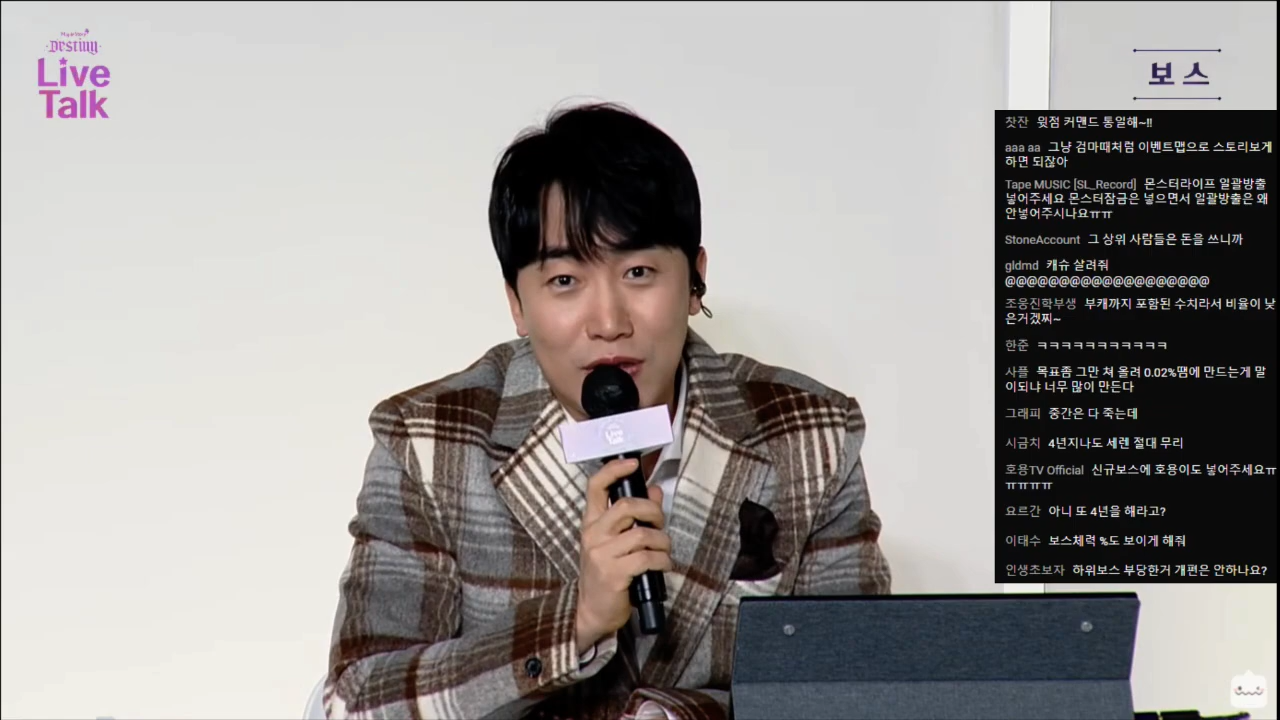 Destiny
Live
Talk
보스
Live
Talk
찻잔 윗점 커맨드 통일해~!!
aaa aa 그냥 검마때처럼 이벤트맵으로 스토리보게
하면 되잖아
Tape MUSIC [SL_Record] 몬스터라이프 일괄방출
넣어주세요 몬스터잠금은 넣으면서 일괄방출은 왜
안넣어주시나요ㅠㅠ
StoneAccount 그 상위 사람들은 돈을 쓰니까
gldmd 캐슈 살려줘
@@@@@@@@@@@@@@@@@@@
조웅진학부생 부캐까지 포함된 수치라서 비율이 낮
은거겠찌~
한준 ㅋㅋㅋㅋㅋㅋㅋㅋㅋㅋㅋ
사플 목표좀 그만 쳐 올려 0.02%땜에 만드는게 말
이되냐 너무 많이 만든다
그래피 중간은 다 죽는데
시금치 4년지나도 세렌 절대 무리
호용TV Official 신규보스에 호용이도 넣어주세요ㅠ
ㅠㅠㅠㅠ
요르간 아니 또 4년을 해라고?
이태수 보스체력 %도 보이게 해줘
인생초보자 하위보스 부당한거 개편은 안하나요?